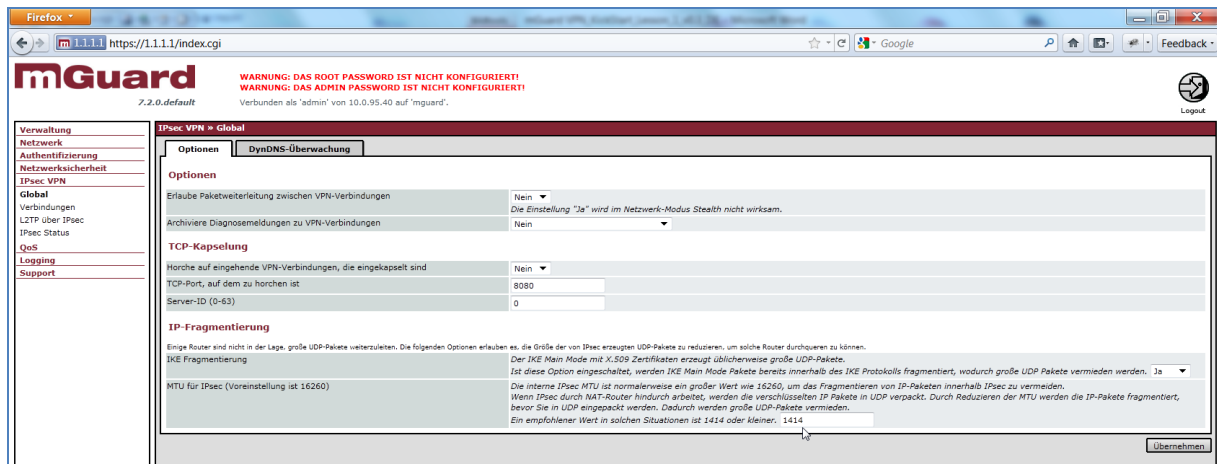 Firefox
1.1.1.1 https://1.1.1.1/index.cgi
Google
Feedback
mGuard
7.2.0.default
WARNUNG: DAS ROOT PASSWORD IST NICHT KONFIGURIERT!
WARNUNG: DAS ADMIN PASSWORD IST NICHT KONFIGURIERT!
Verbunden als 'admin' von 10.0.95.40 auf 'mguard'.
Logout
Verwaltung
Netzwerk
Authentifizierung
Netzwerksicherheit
IPsec VPN
Global
Verbindungen
L2TP über IPsec
IPsec Status
QoS
Logging
Support
IPsec VPN » Global
Optionen
DynDNS-Überwachung
Optionen
Erlaube Paketweiterleitung zwischen VPN-Verbindungen
Nein
Die Einstellung "Ja" wird im Netzwerk-Modus Stealth nicht wirksam.
Archiviere Diagnosemeldungen zu VPN-Verbindungen
Nein
TCP-Kapselung
Horche auf eingehende VPN-Verbindungen, die eingekapselt sind
Nein
TCP-Port, auf dem zu horchen ist
8080
Server-ID (0-63)
0
IP-Fragmentierung
Einige Router sind nicht in der Lage, große UDP-Pakete weiterzuleiten. Die folgenden Optionen erlauben es, die Größe der von IPsec erzeugten UDP-Pakete zu reduzieren, um solche Router durchqueren zu können.
IKE Fragmentierung
Der IKE Main Mode mit X.509 Zertifikaten erzeugt üblicherweise große UDP-Pakete.
Ist diese Option eingeschaltet, werden IKE Main Mode Pakete bereits innerhalb des IKE Protokolls fragmentiert, wodurch große UDP Pakete vermieden werden. Ja
MTU für IPsec (Voreinstellung ist 16260)
Die interne IPsec MTU ist normalerweise ein großer Wert wie 16260, um das Fragmentieren von IP-Paketen innerhalb IPsec zu vermeiden.
Wenn IPsec durch NAT-Router hindurch arbeitet, werden die verschlüsselten IP Pakete in UDP verpackt. Durch Reduzieren der MTU werden die IP-Pakete fragmentiert,
bevor Sie in UDP eingepackt werden. Dadurch werden große UDP-Pakete vermieden.
Ein empfohlener Wert in solchen Situationen ist 1414 oder kleiner. 1414
Übernehmen